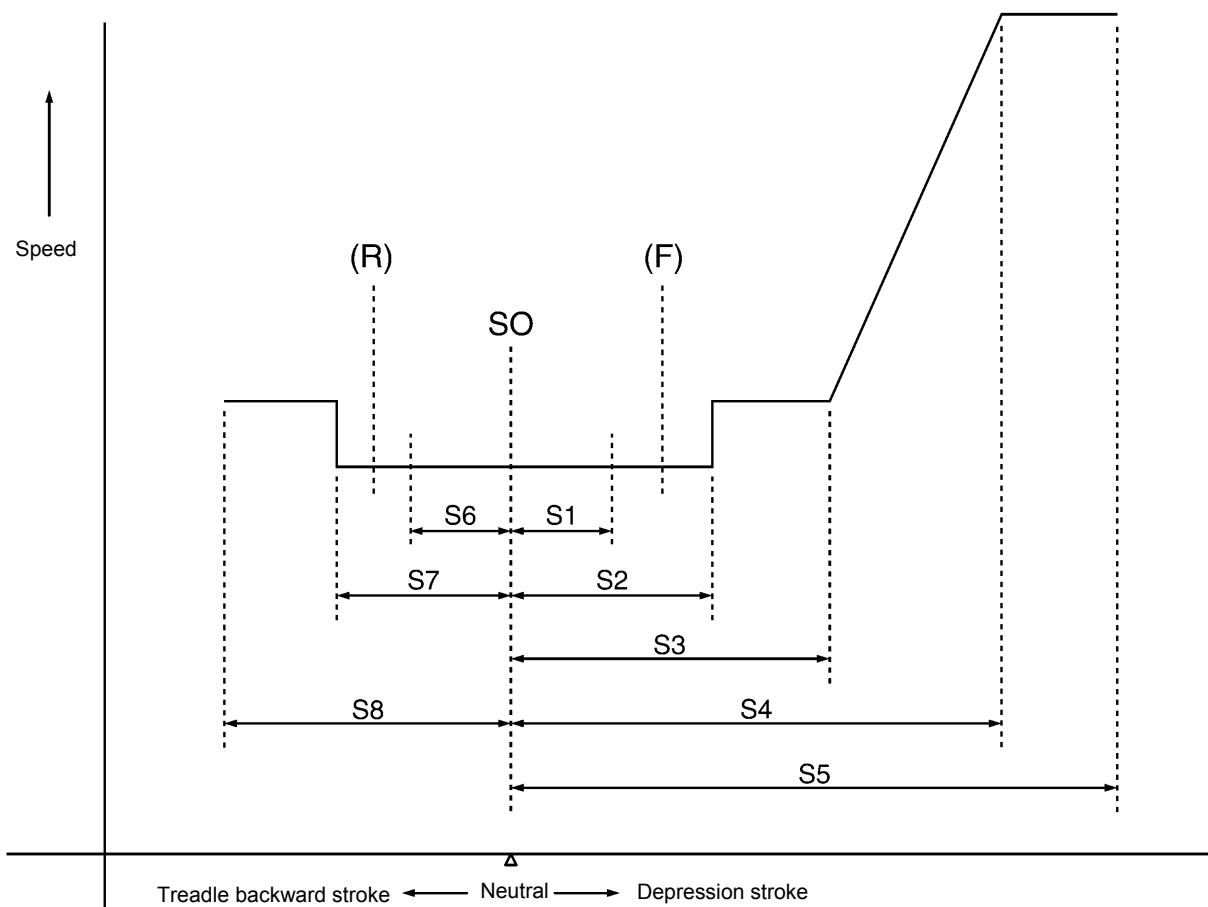 Speed
(R)
(F)
SO
S6
S1
S7
S2
S3
S8
S4
S5
Treadle backward stroke
Neutral
Depression stroke